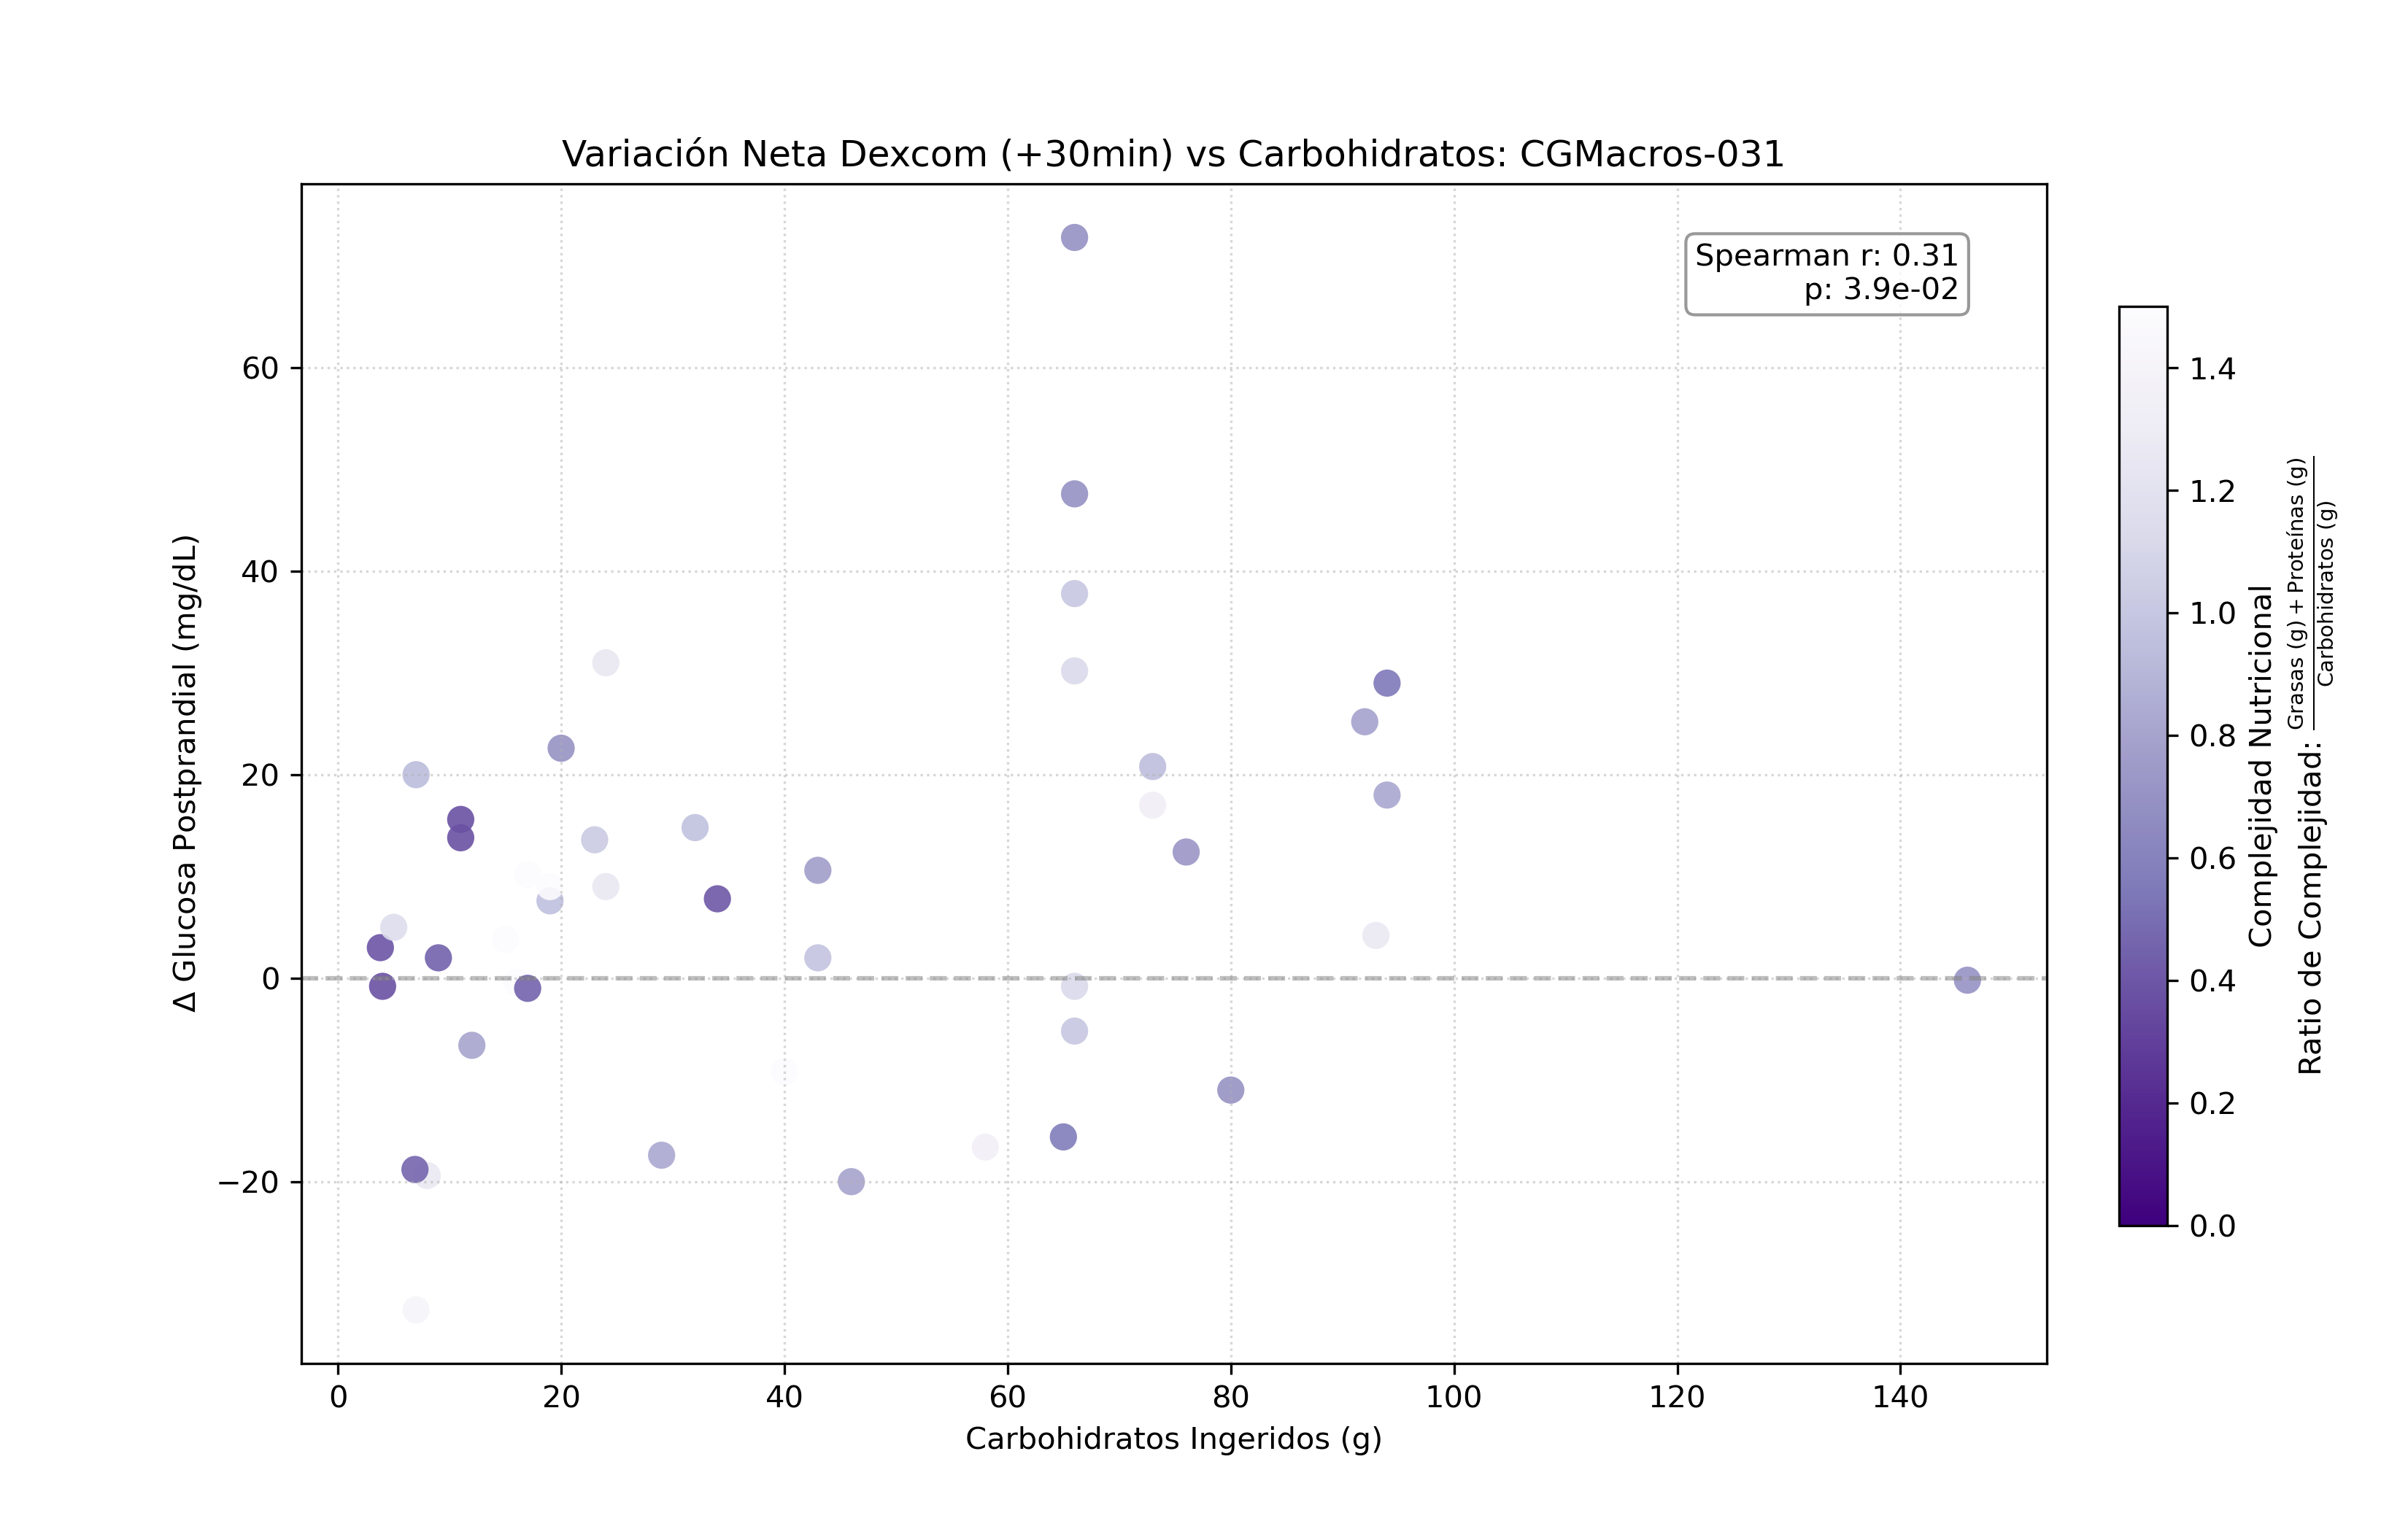 Variación Neta Dexcom (+30min) vs Carbohidratos: CGMacros-031
Spearman r: 0.31
p: 3.9e-02
Δ Glucosa Postprandial (mg/dL)
60
40
20
0
−20
0
20
40
60
80
100
120
140
Carbohidratos Ingeridos (g)
1.4
1.2
1.0
0.8
0.6
0.4
0.2
0.0
Complejidad Nutricional
Ratio de Complejidad: Grasas (g) + Proteínas (g)
Carbohidratos (g)